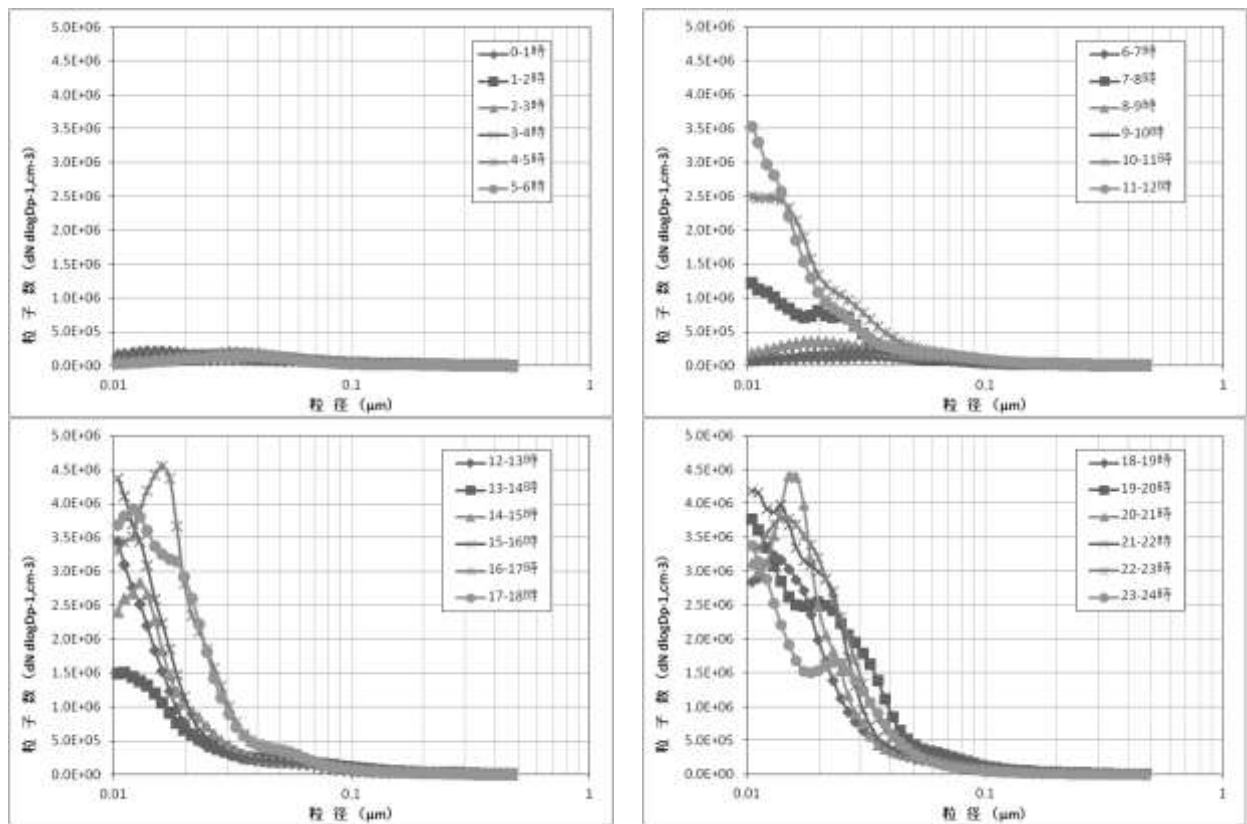 5.0E+06
4.5E+06
4.0E+06
3.5E+06
3.0E+06
2.5E+06
2.0E+06
1.5E+06
1.0E+06
5.0E+05
0.0E+00
粒子数 (dN dlogDp-1,cm-3)
0-1時
1-2時
2-3時
3-4時
4-5時
5-6時
0.01 0.1 1
粒径 (μm)
5.0E+06
4.5E+06
4.0E+06
3.5E+06
3.0E+06
2.5E+06
2.0E+06
1.5E+06
1.0E+06
5.0E+05
0.0E+00
粒子数 (dN dlogDp-1,cm-3)
6-7時
7-8時
8-9時
9-10時
10-11時
11-12時
0.01 0.1 1
粒径 (μm)
5.0E+06
4.5E+06
4.0E+06
3.5E+06
3.0E+06
2.5E+06
2.0E+06
1.5E+06
1.0E+06
5.0E+05
0.0E+00
粒子数 (dN dlogDp-1,cm-3)
12-13時
13-14時
14-15時
15-16時
16-17時
17-18時
0.01 0.1 1
粒径 (μm)
5.0E+06
4.5E+06
4.0E+06
3.5E+06
3.0E+06
2.5E+06
2.0E+06
1.5E+06
1.0E+06
5.0E+05
0.0E+00
粒子数 (dN dlogDp-1,cm-3)
18-19時
19-20時
20-21時
21-22時
22-23時
23-24時
0.01 0.1 1
粒径 (μm)